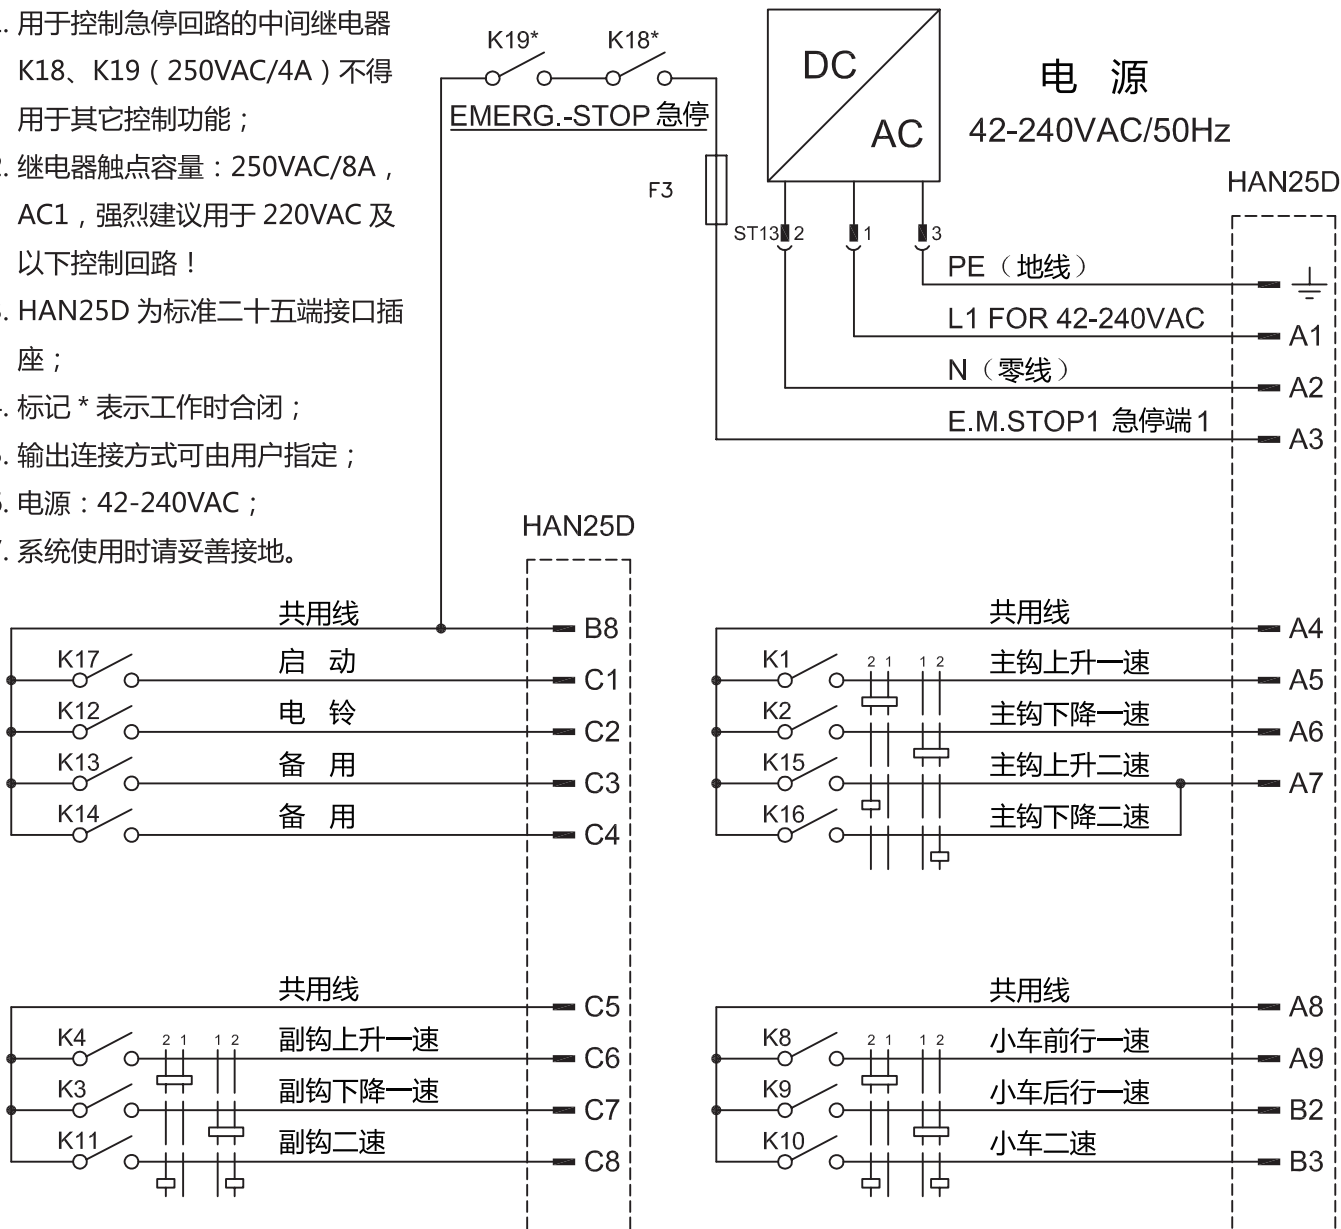 . 用于控制急停回路的中间继电器
K18、K19（250VAC/4A）不得
用于其它控制功能；
2. 继电器触点容量：250VAC/8A，
AC1，强烈建议用于 220VAC 及
以下控制回路！
. HAN25D 为标准二十五端接口插
座；
. 标记 * 表示工作时合闭；
. 输出连接方式可由用户指定；
. 电源：42-240VAC；
. 系统使用时请妥善接地。
K19* K18*
EMERG.-STOP 急停
F3
DC
AC
电 源
42-240VAC/50Hz
ST13 2 1 3
HAN25D
PE（地线）
L1 FOR 42-240VAC A1
N（零线） A2
E.M.STOP1 急停端 1 A3
HAN25D
共用线 B8
K17 启 动 C1
K12 电 铃 C2
K13 备 用 C3
K14 备 用 C4
共用线 A4
K1 2 1 1 2 主钩上升一速 A5
K2 主钩下降一速 A6
K15 主钩上升二速 A7
K16 主钩下降二速
共用线 C5
K4 2 1 1 2 副钩上升一速 C6
K3 副钩下降一速 C7
K11 副钩二速 C8
共用线 A8
K8 2 1 1 2 小车前行一速 A9
K9 小车后行一速 B2
K10 小车二速 B3